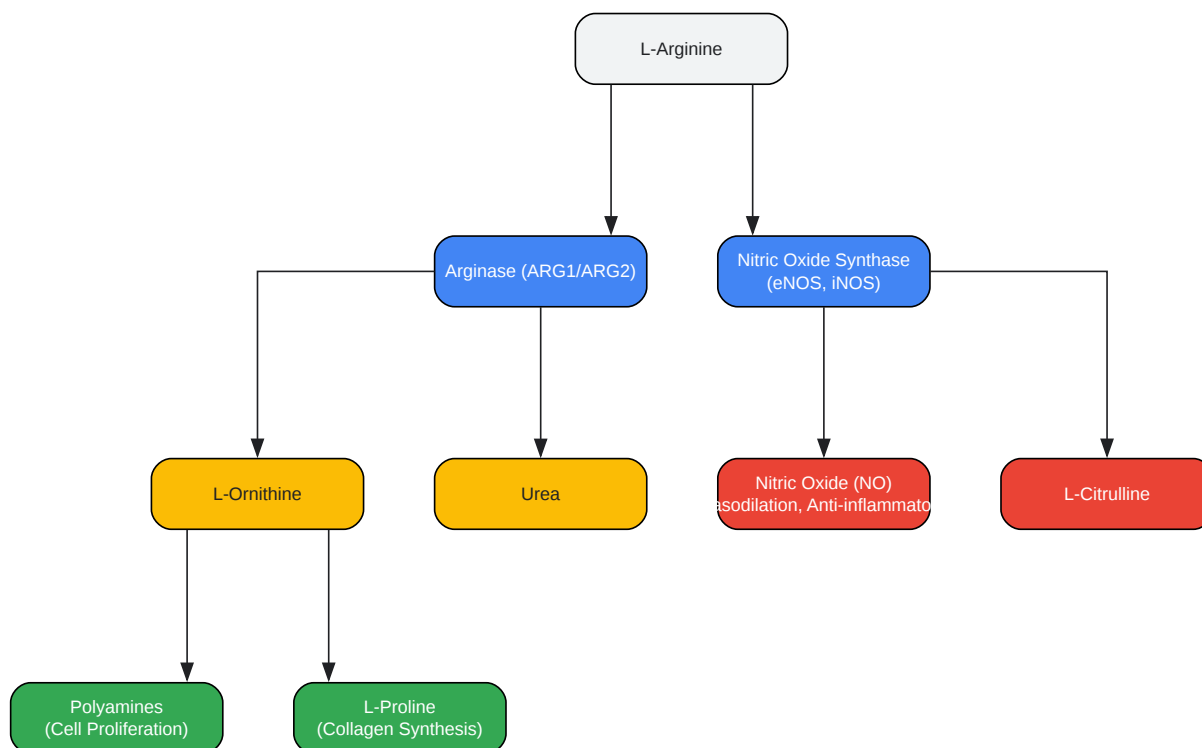 L-Arginine
Arginase (ARG1/ARG2)
Nitric Oxide Synthase
(eNOS, iNOS)
L-Ornithine
Urea
Nitric Oxide (NO)
asodilation, Anti-inflammato
L-Citrulline
Polyamines
(Cell Proliferation)
L-Proline
(Collagen Synthesis)